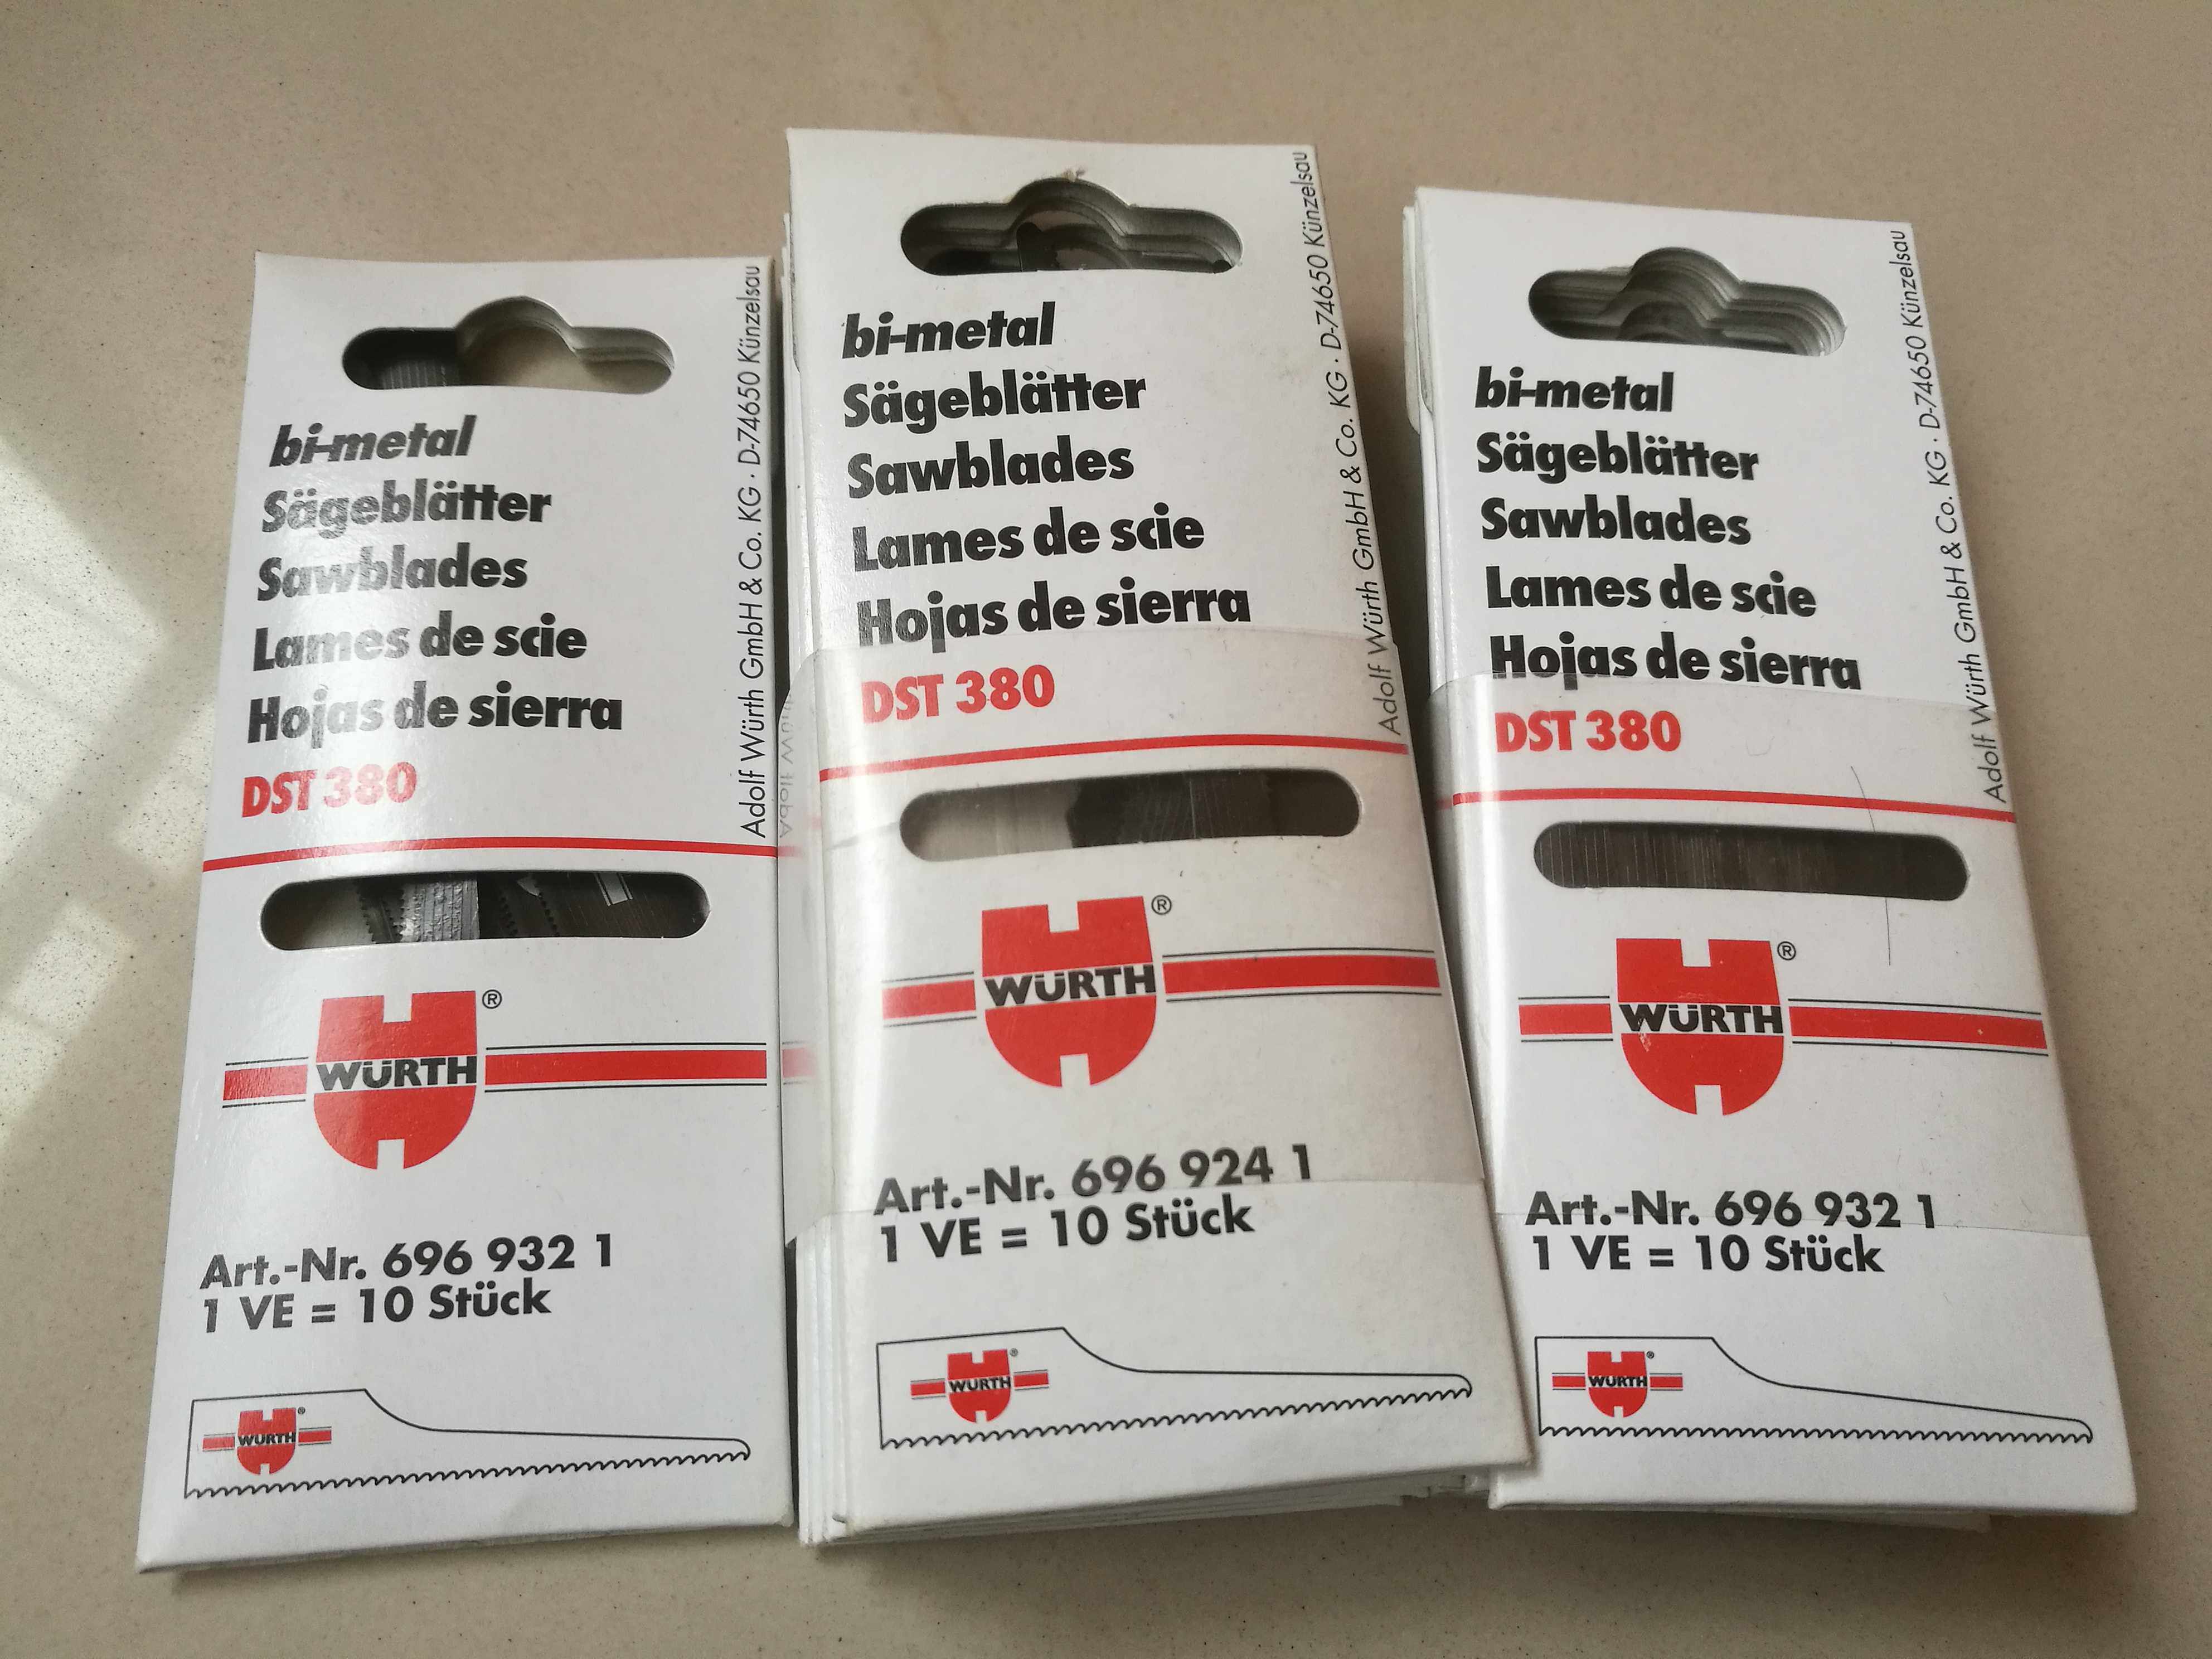 bi-metal
Sägeblätter
Sawblades
Lames de scie
Hojas de sierra
DST 380
Adolf Würth GmbH & Co. KG · D-74650 Künzelsau
WÜRTH®
Art.-Nr. 696 932 1
1 VE = 10 Stück
WÜRTH®
bi-metal
Sägeblätter
Sawblades
Lames de scie
Hojas de sierra
DST 380
Adolf Würth GmbH & Co. KG · D-74650 Künzelsau
WÜRTH®
Art.-Nr. 696 924 1
1 VE = 10 Stück
WÜRTH®
bi-metal
Sägeblätter
Sawblades
Lames de scie
Hojas de sierra
DST 380
Adolf Würth GmbH & Co. KG · D-74650 Künzelsau
WÜRTH®
Art.-Nr. 696 932 1
1 VE = 10 Stück
WÜRTH®